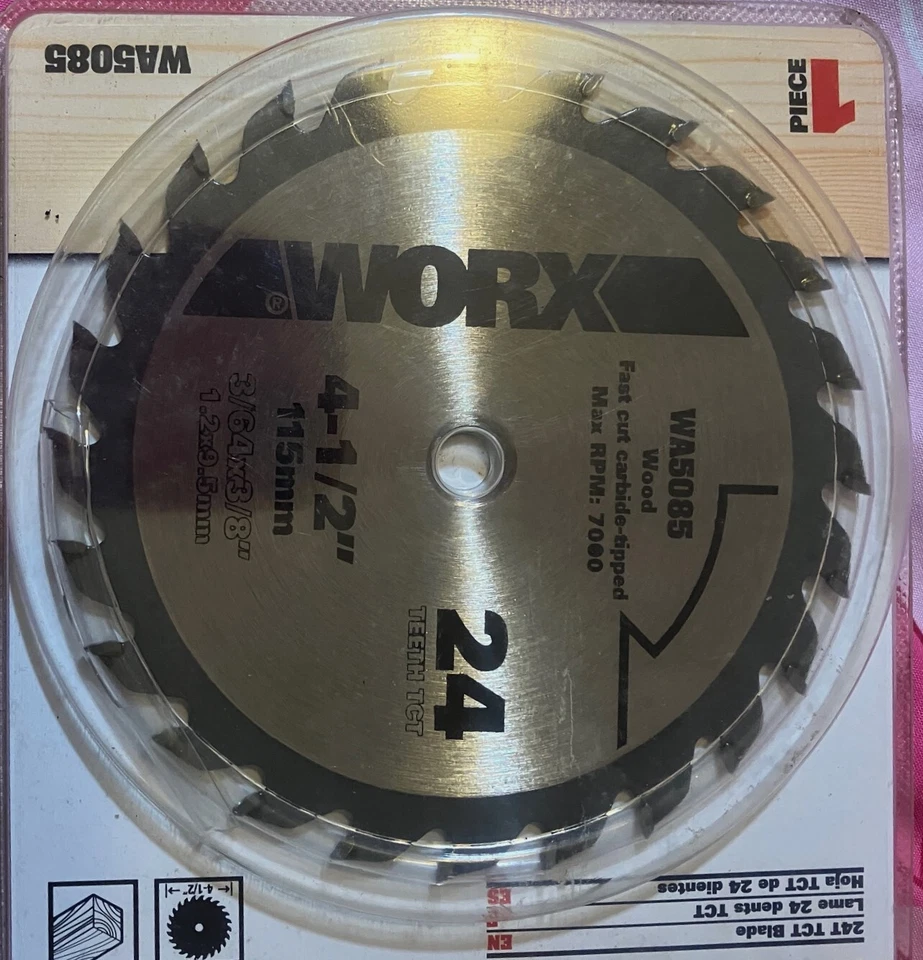 WA5085
1
PIECE
WORX®
WA5085
Wood
Fast cut carbide-tipped
Max RPM: 7000
4-1/2"
115mm
3/64x3/8"
1.2x9.5mm
24
TEETH TCT
4-1/2"
EN
24T TCT Blade
Lame 24 dents TCT
ES
Hoja TCT de 24 dientes